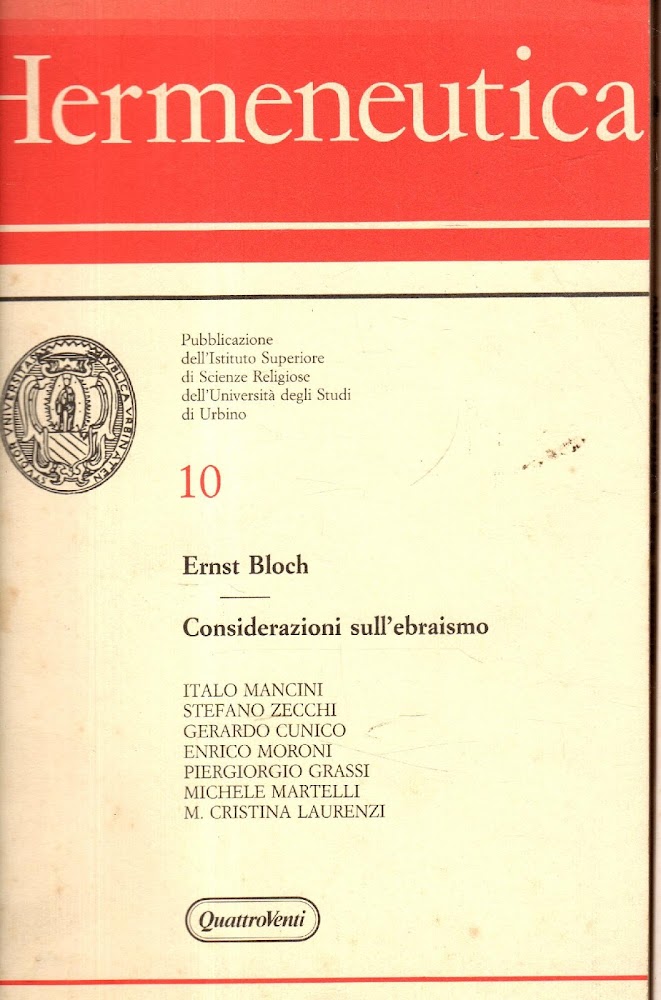 Hermeneutica
Pubblicazione
dell'Istituto Superiore
di Scienze Religiose
dell'Università degli Studi
di Urbino
10
Ernst Bloch
Considerazioni sull'ebraismo
ITALO MANCINI
STEFANO ZECCHI
GERARDO CUNICO
ENRICO MORONI
PIERGIORGIO GRASSI
MICHELE MARTELLI
M. CRISTINA LAURENZI
QuattroVenti